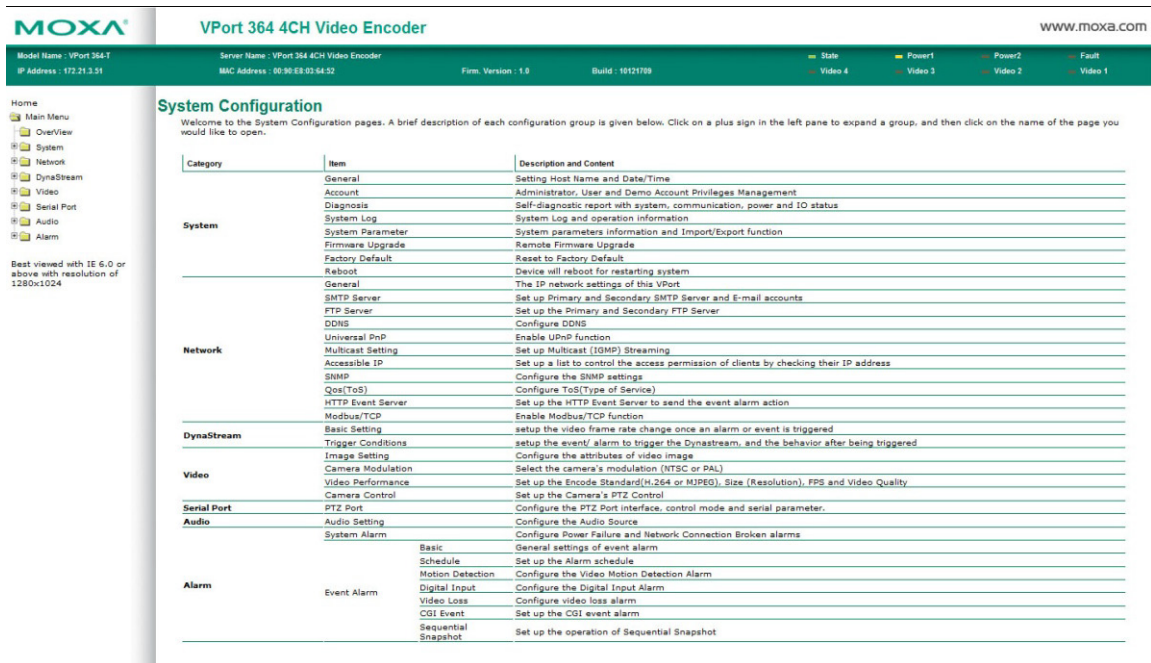 MOXA
VPort 364 4CH Video Encoder
www.moxa.com
Model Name : VPort 364-T
Server Name : VPort 364 4CH Video Encoder
State Power1 Power2 Fault
IP Address : 172.21.3.51
MAC Address : 00:90:E8:03:64:52
Firm. Version : 1.0
Build : 10121709
Video 4 Video 3 Video 2 Video 1
Home
Main Menu
OverView
System
Network
DynaStream
Video
Serial Port
Audio
Alarm
Best viewed with IE 6.0 or
above with resolution of
1280x1024
System Configuration
Welcome to the System Configuration pages. A brief description of each configuration group is given below. Click on a plus sign in the left pane to expand a group, and then click on the name of the page you
would like to open.
Category Item Description and Content
System
General Setting Host Name and Date/Time
Account Administrator, User and Demo Account Privileges Management
Diagnosis Self-diagnostic report with system, communication, power and IO status
System Log System Log and operation information
System Parameter System parameters information and Import/Export function
Firmware Upgrade Remote Firmware Upgrade
Factory Default Reset to Factory Default
Reboot Device will reboot for restarting system
Network
General The IP network settings of this VPort
SMTP Server Set up Primary and Secondary SMTP Server and E-mail accounts
FTP Server Set up the Primary and Secondary FTP Server
DDNS Configure DDNS
Universal PnP Enable UPnP function
Multicast Setting Set up Multicast (IGMP) Streaming
Accessible IP Set up a list to control the access permission of clients by checking their IP address
SNMP Configure the SNMP settings
Qos(ToS) Configure ToS(Type of Service)
HTTP Event Server Set up the HTTP Event Server to send the event alarm action
Modbus/TCP Enable Modbus/TCP function
DynaStream
Basic Setting setup the video frame rate change once an alarm or event is triggered
Trigger Conditions setup the event/ alarm to trigger the Dynastream, and the behavior after being triggered
Video
Image Setting Configure the attributes of video image
Camera Modulation Select the camera's modulation (NTSC or PAL)
Video Performance Set up the Encode Standard(H.264 or MJPEG), Size (Resolution), FPS and Video Quality
Camera Control Set up the Camera's PTZ Control
Serial Port PTZ Port Configure the PTZ Port interface, control mode and serial parameter.
Audio Audio Setting Configure the Audio Source
Alarm
System Alarm Configure Power Failure and Network Connection Broken alarms
Event Alarm
Basic General settings of event alarm
Schedule Set up the Alarm schedule
Motion Detection Configure the Video Motion Detection Alarm
Digital Input Configure the Digital Input Alarm
Video Loss Configure video loss alarm
CGI Event Set up the CGI event alarm
Sequential
Snapshot Set up the operation of Sequential Snapshot